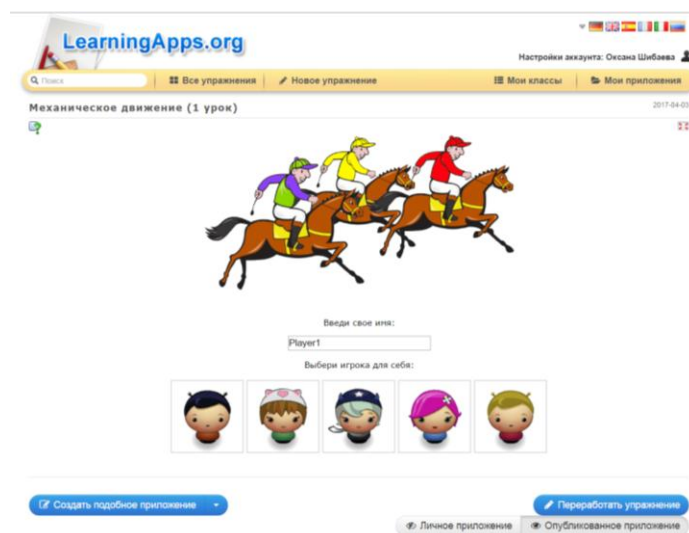 LearningApps.org
Настройки аккаунта: Оксана Шибаева
Поиск
Все упражнения
Новое упражнение
Мои классы
Мои приложения
Механическое движение (1 урок)
2017-04-03
Введи свое имя:
Player1
Выбери игрока для себя:
Создать подобное приложение
Переработать упражнение
Личное приложение
Опубликованное приложение